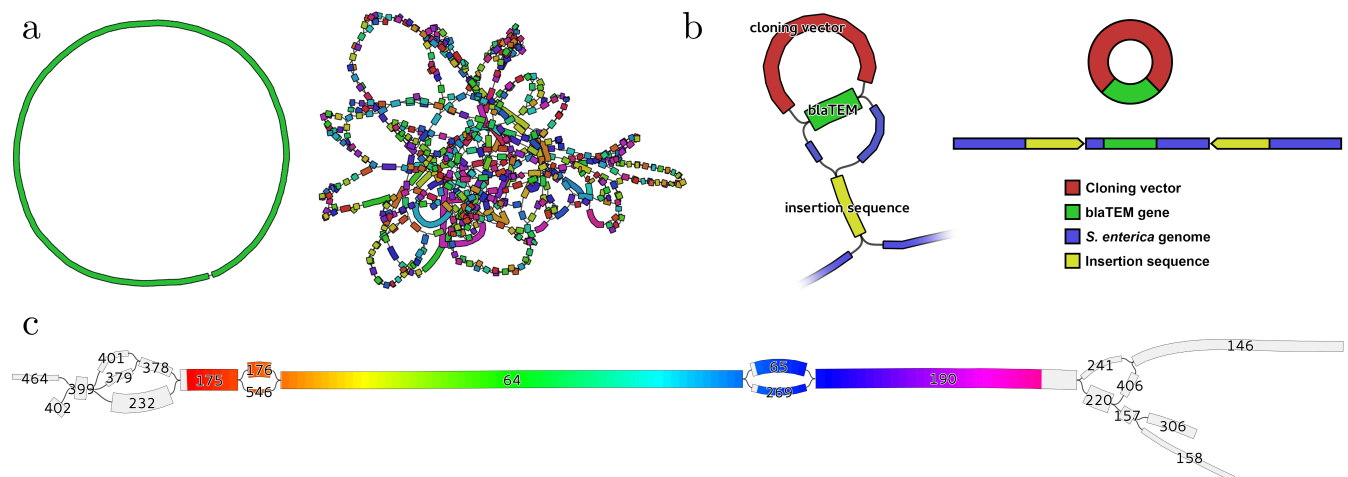 a
b
cloning vector
blaTEM
insertion sequence
Cloning vector
blaTEM gene
S. enterica genome
Insertion sequence
c
464
402
399
401
379
378
232
175
176
546
64
65
269
190
241
220
406
157
146
306
158